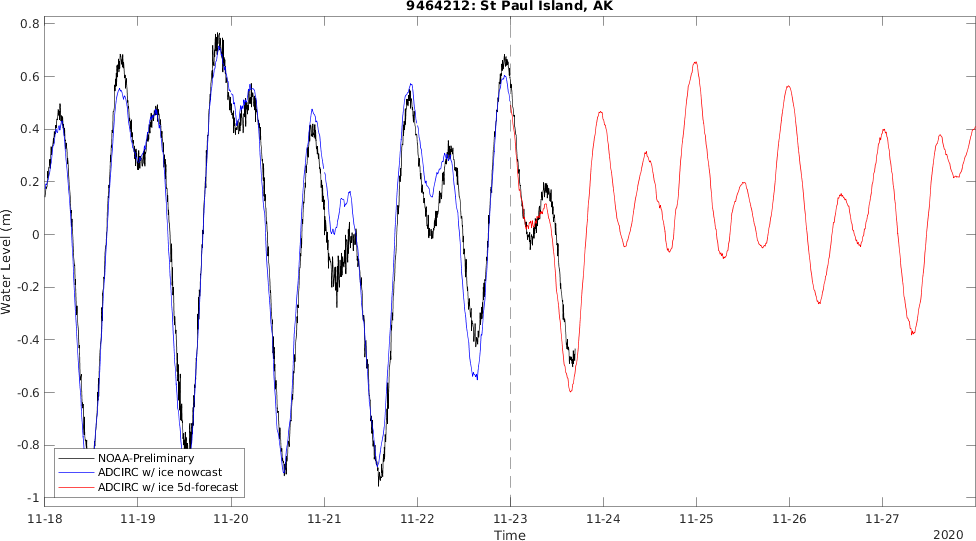 9464212: St Paul Island, AK
0.8
0.6
0.4
0.2
0
-0.2
-0.4
-0.6
-0.8
-1
Water Level (m)
NOAA-Preliminary
ADCIRC w/ ice nowcast
ADCIRC w/ ice 5d-forecast
11-18 11-19 11-20 11-21 11-22 11-23 11-24 11-25 11-26 11-27
Time
2020